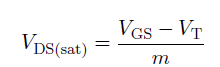 V_DS(sat) = (V_GS − V_T) / m